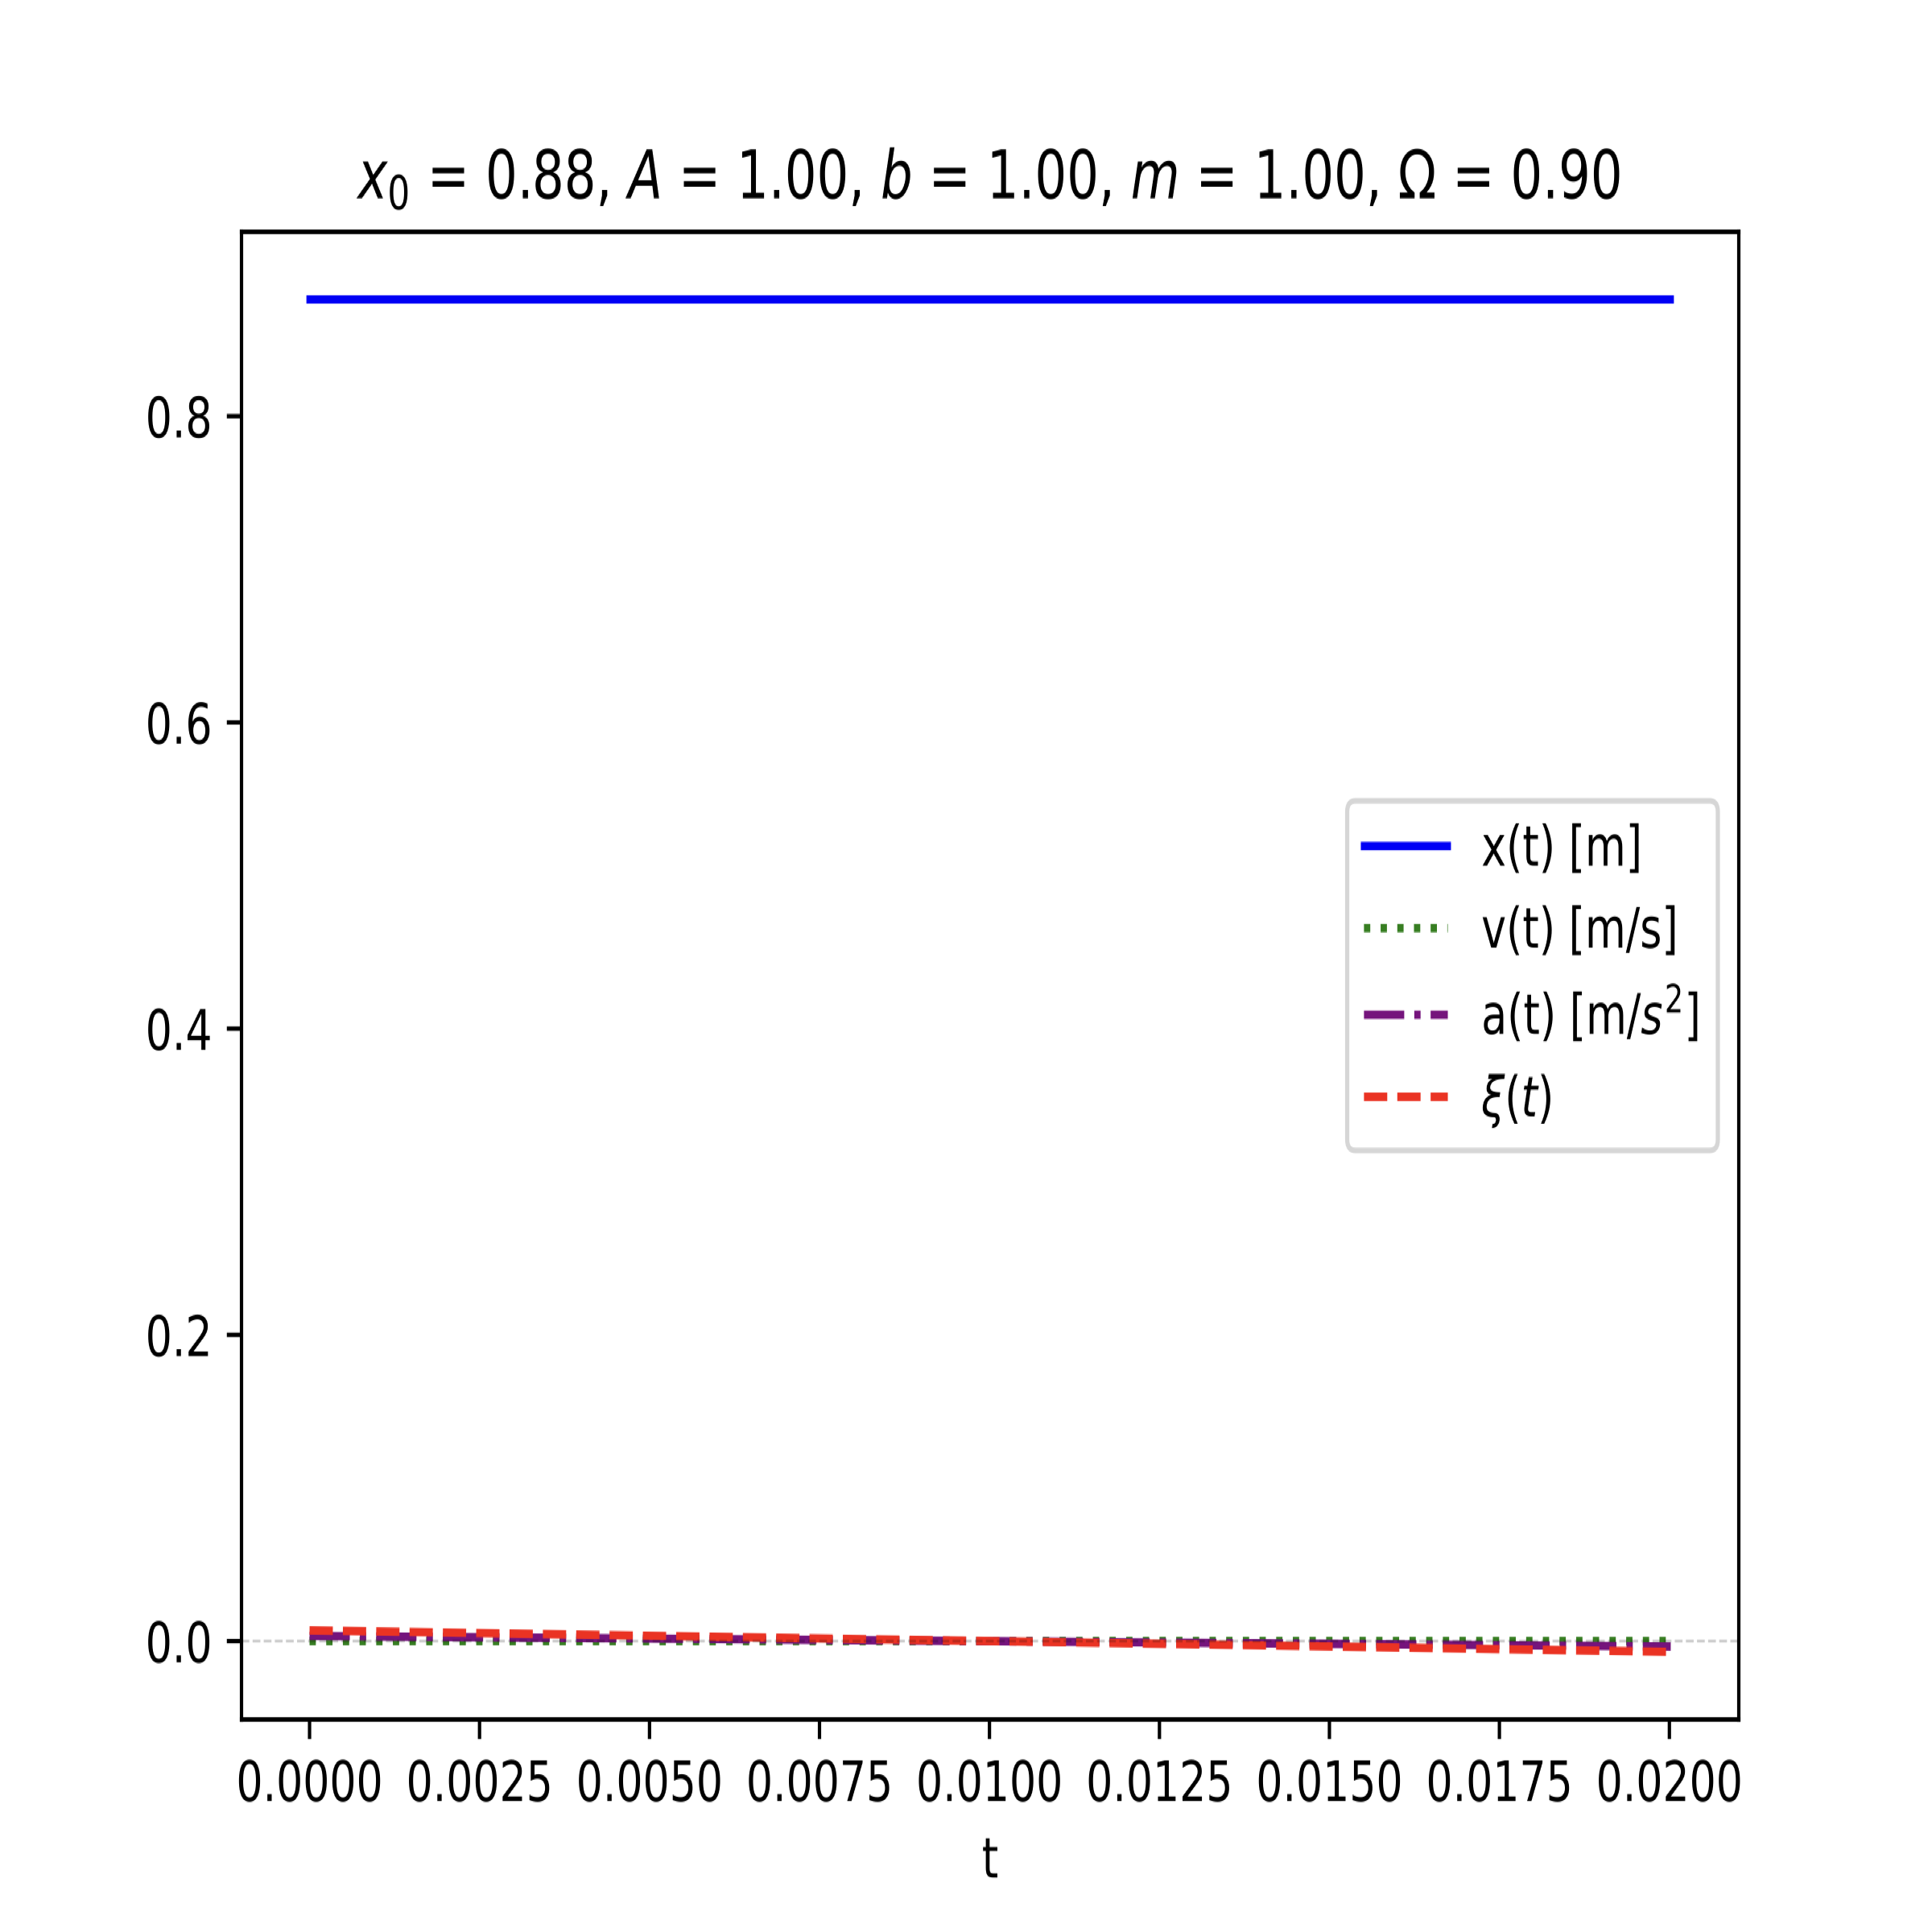 x₀ = 0.88, A = 1.00, b = 1.00, m = 1.00, Ω = 0.90
0.8
0.6
0.4
0.2
0.0
x(t) [m]
v(t) [m/s]
a(t) [m/s²]
ξ(t)
0.0000 0.0025 0.0050 0.0075 0.0100 0.0125 0.0150 0.0175 0.0200
t